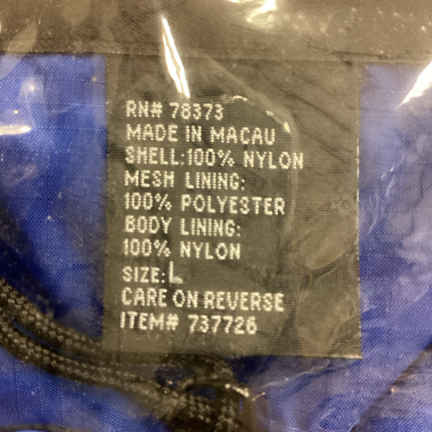 RN# 78373
MADE IN MACAU
SHELL:100% NYLON
MESH LINING:
100% POLYESTER
BODY LINING:
100% NYLON
SIZE:L
CARE ON REVERSE
ITEM# 737726